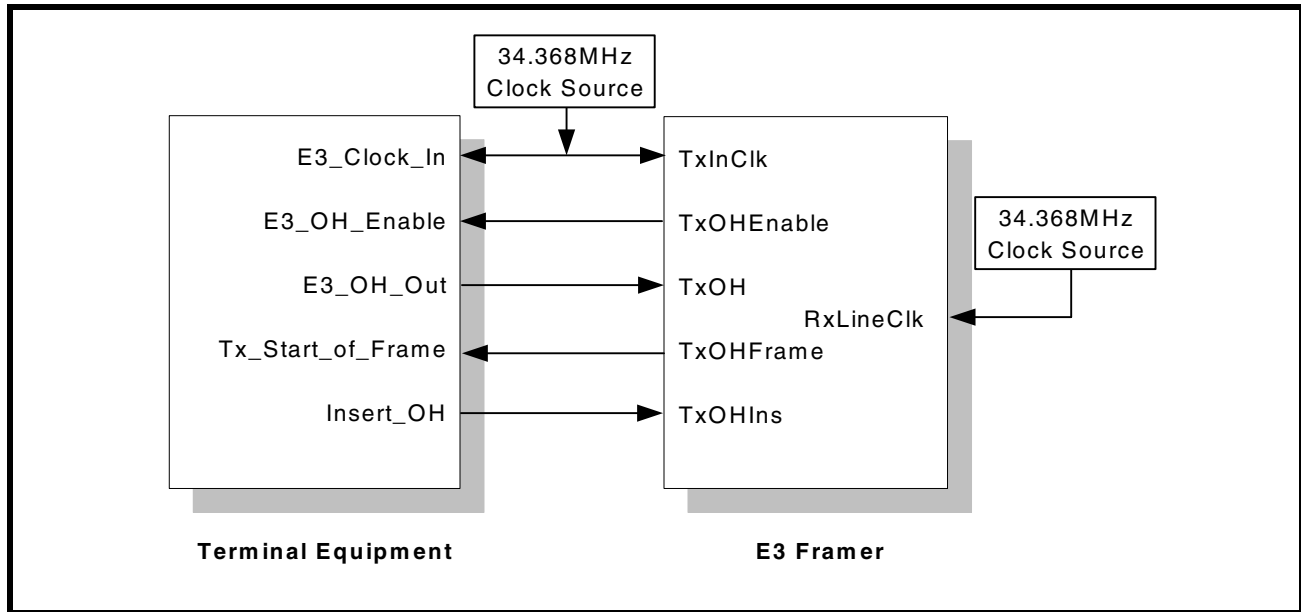 34.368MHz
Clock Source
E3_Clock_In
TxInClk
E3_OH_Enable
TxOHEnable
34.368MHz
Clock Source
E3_OH_Out
TxOH
RxLineClk
Tx_Start_of_Frame
TxOHFrame
Insert_OH
TxOHIns
Terminal Equipment
E3 Framer